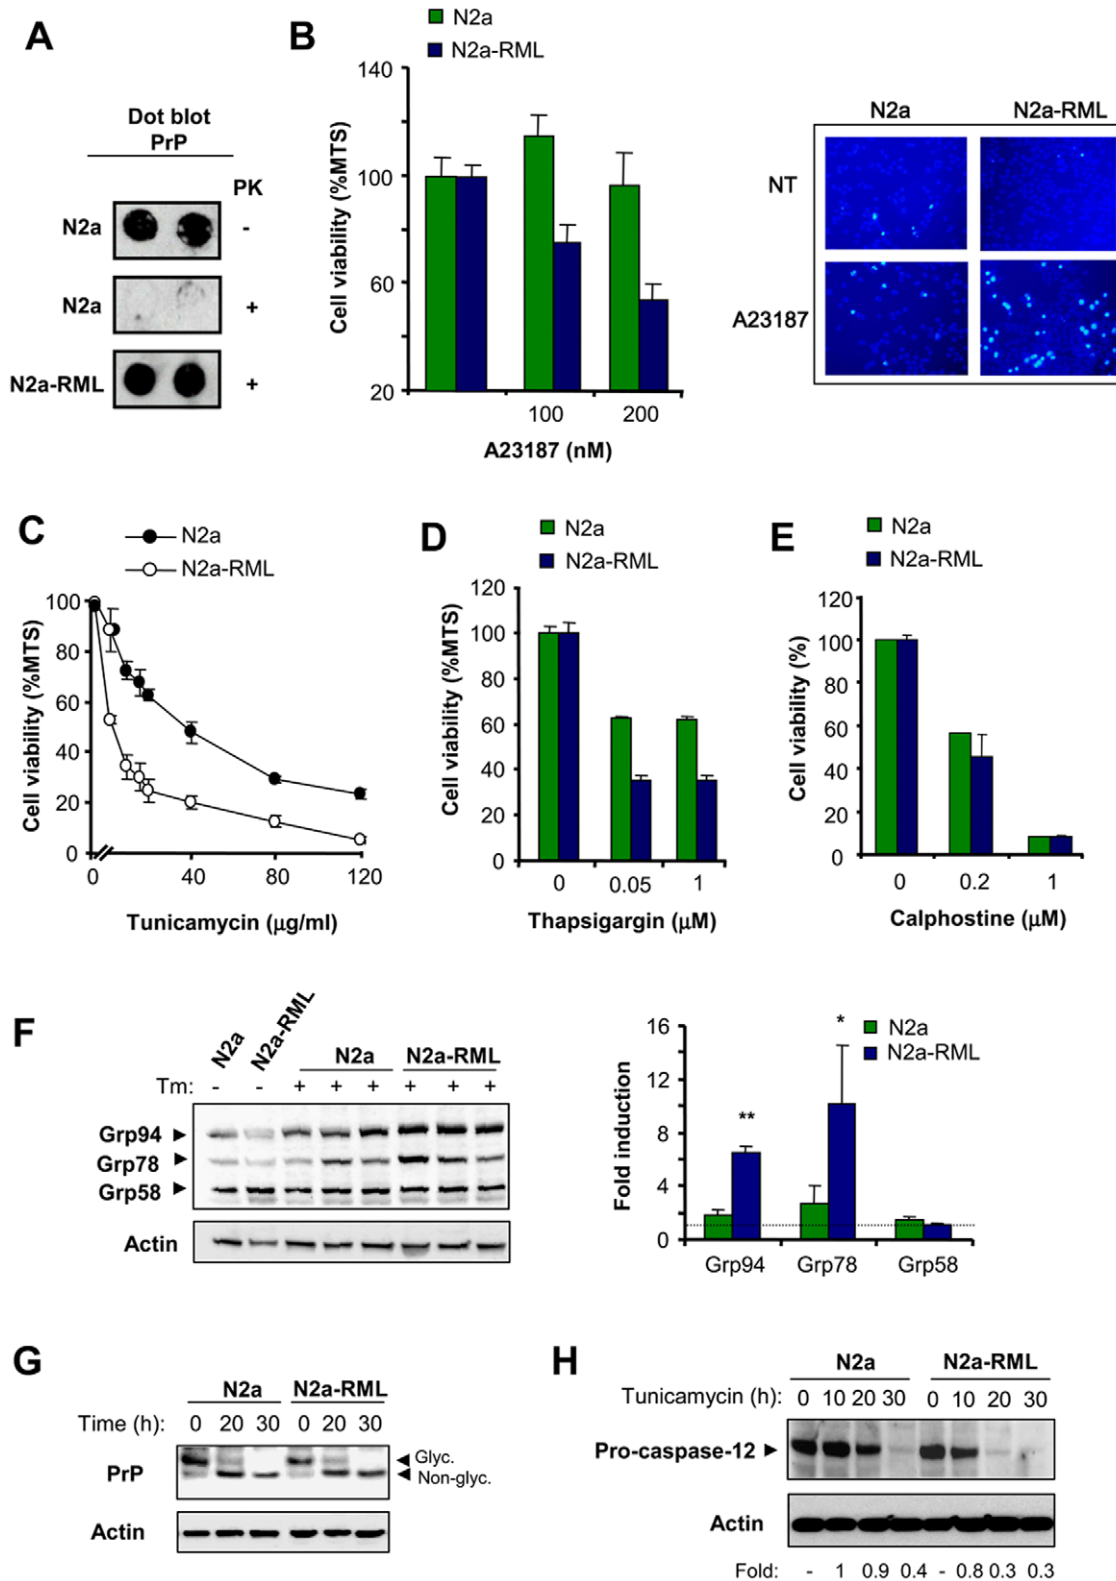 A
Dot blot
PrP
PK
N2a
-
N2a
+
N2a-RML
+
B
N2a
N2a-RML
Cell viability (%MTS)
140
100
60
20
100
200
A23187 (nM)
N2a
N2a-RML
NT
A23187
C
N2a
N2a-RML
Cell viability (%MTS)
100
80
60
40
20
0
0
40
80
120
Tunicamycin (μg/ml)
D
N2a
N2a-RML
Cell viability (%MTS)
120
100
80
60
40
20
0
0
0.05
1
Thapsigargin (μM)
E
N2a
N2a-RML
Cell viability (%)
120
100
80
60
40
20
0
0
0.2
1
Calphostine (μM)
F
N2a
N2a-RML
N2a
N2a-RML
Tm: - - + + + + + +
Grp94
Grp78
Grp58
Actin
N2a
N2a-RML
Fold induction
16
12
8
4
0
**
*
Grp94
Grp78
Grp58
G
N2a
N2a-RML
Time (h): 0 20 30 0 20 30
PrP
Glyc.
Non-glyc.
Actin
H
N2a
N2a-RML
Tunicamycin (h): 0 10 20 30 0 10 20 30
Pro-caspase-12
Actin
Fold: - 1 0.9 0.4 - 0.8 0.3 0.3